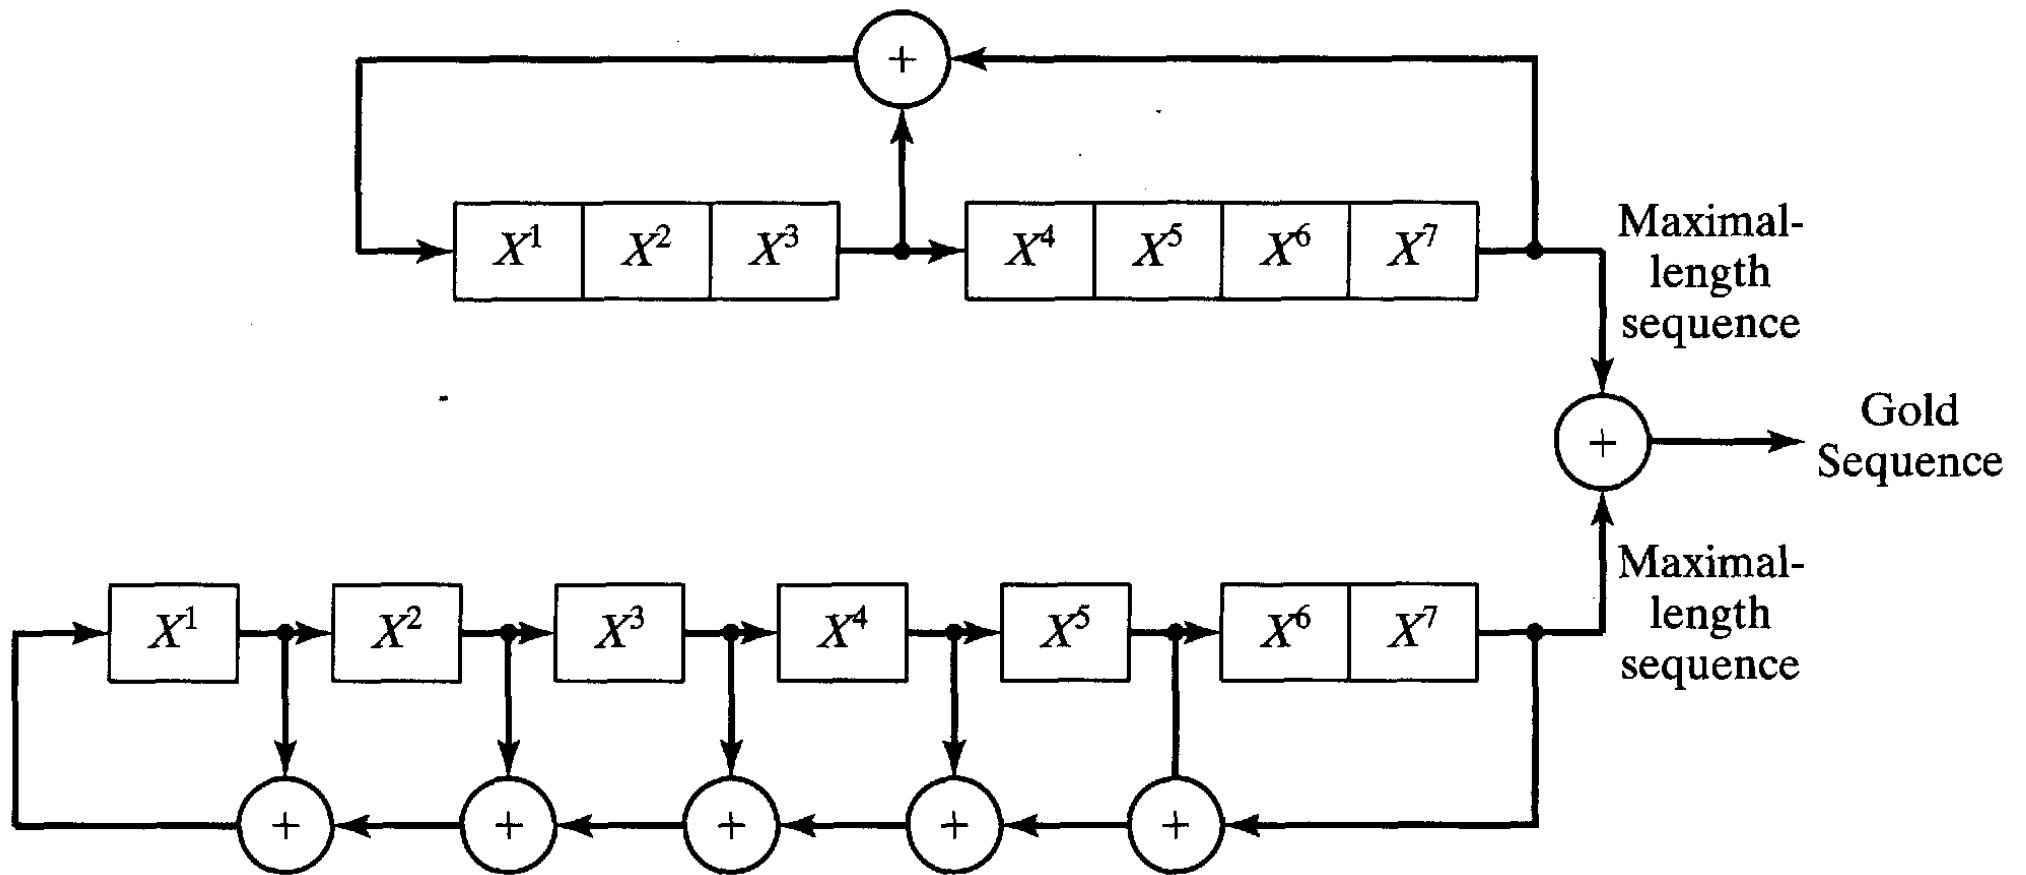 +
X¹ X² X³ X⁴ X⁵ X⁶ X⁷
Maximal-
length
sequence
+
Gold
Sequence
X¹ X² X³ X⁴ X⁵ X⁶ X⁷
Maximal-
length
sequence
+ + + + +